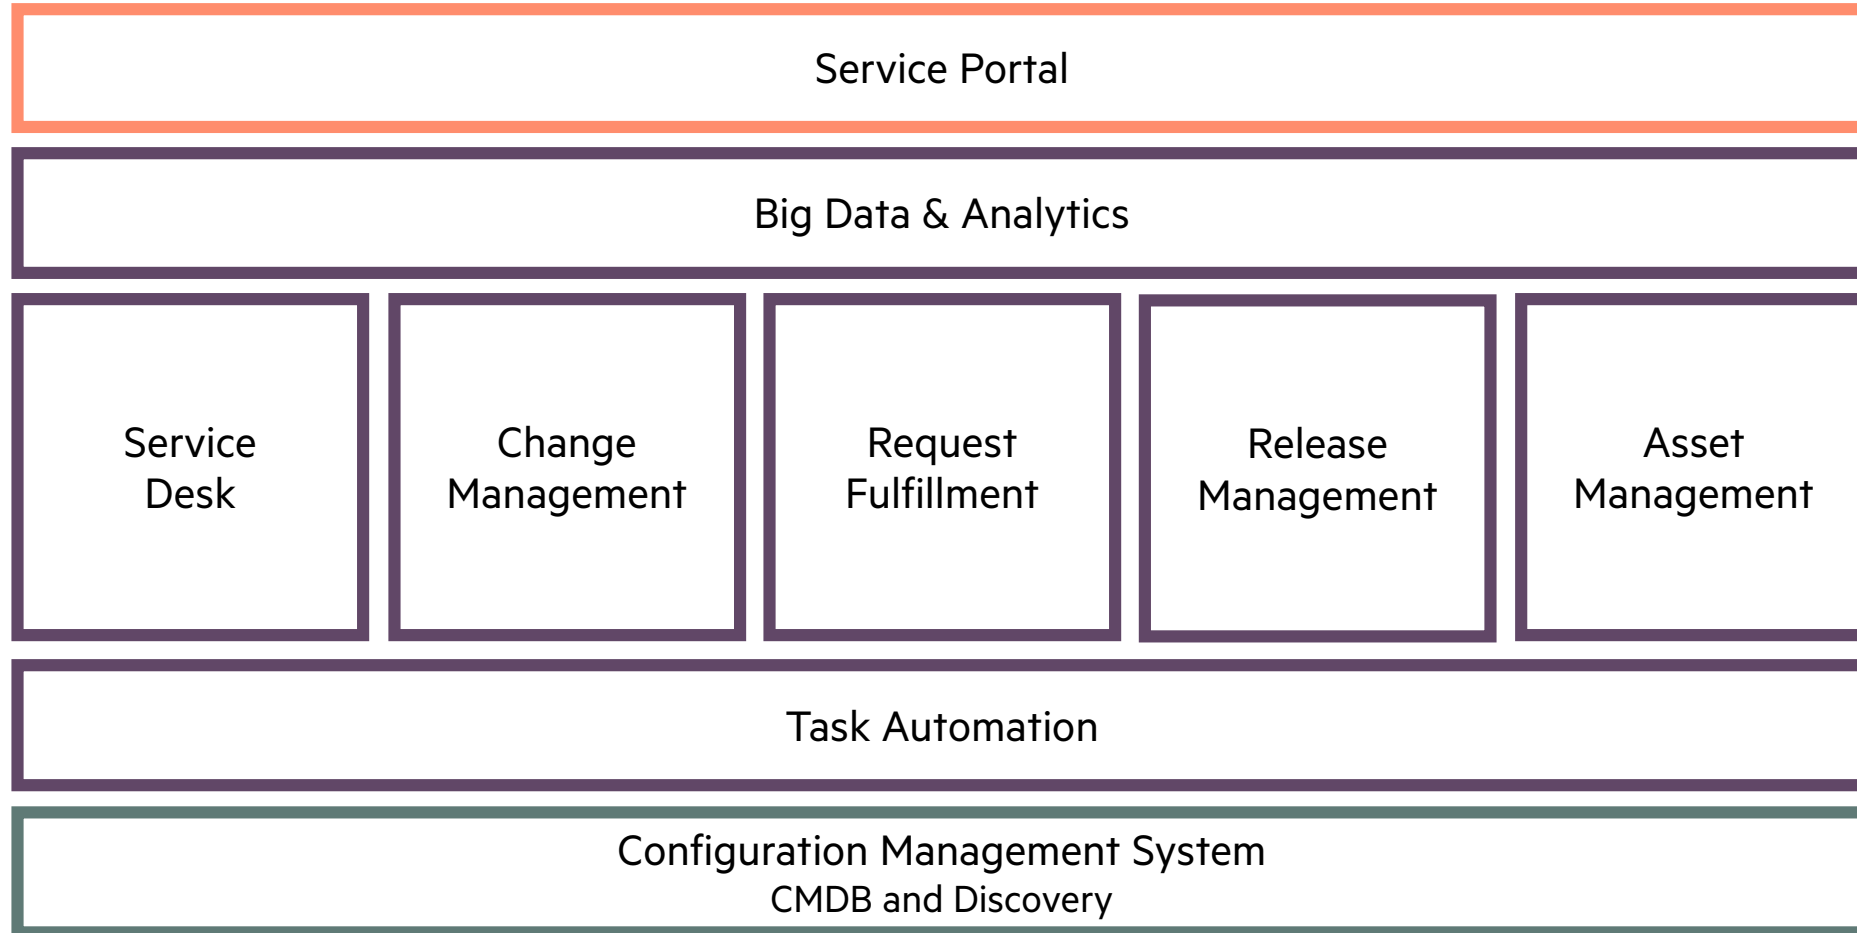 Service Portal
Big Data & Analytics
Service
Desk
Change
Management
Request
Fulfillment
Release
Management
Asset
Management
Task Automation
Configuration Management System
CMDB and Discovery